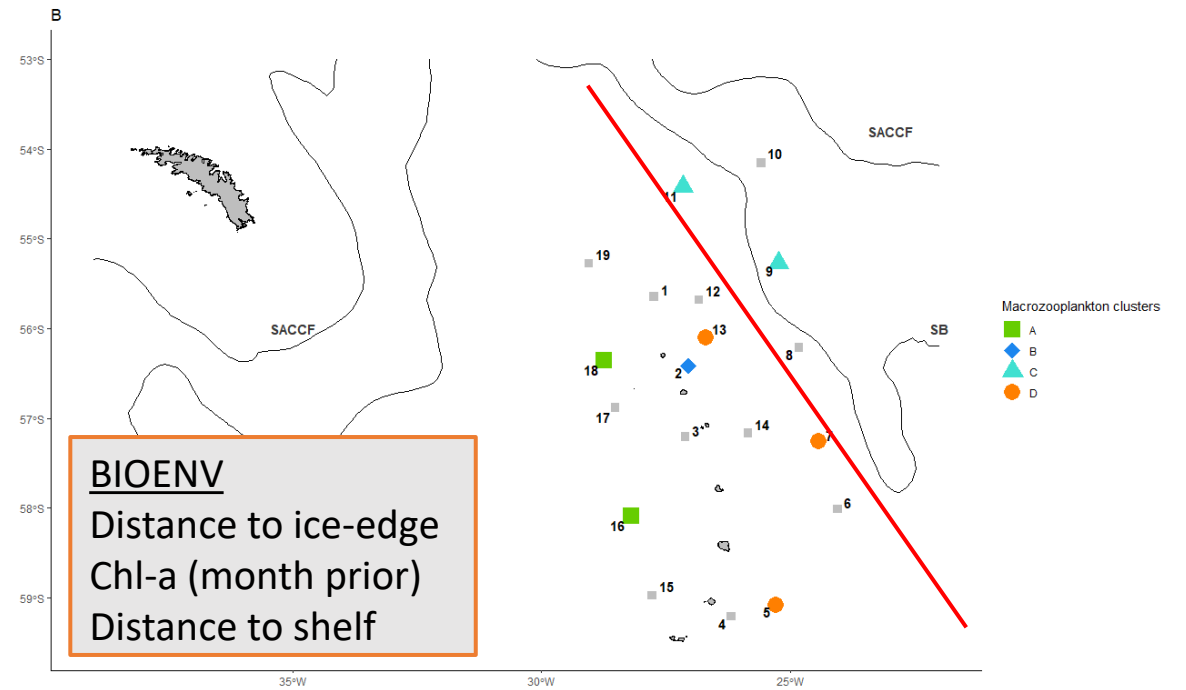 B
53°S
54°S
55°S
56°S
57°S
58°S
59°S
SACCF
10
11
9
19
1
12
13
SACCF
SB
8
18
2
17
3
14
7
6
16
15
4
5
BIOENV
Distance to ice-edge
Chl-a (month prior)
Distance to shelf
35°W
30°W
25°W
Macrozooplankton clusters
A
B
C
D